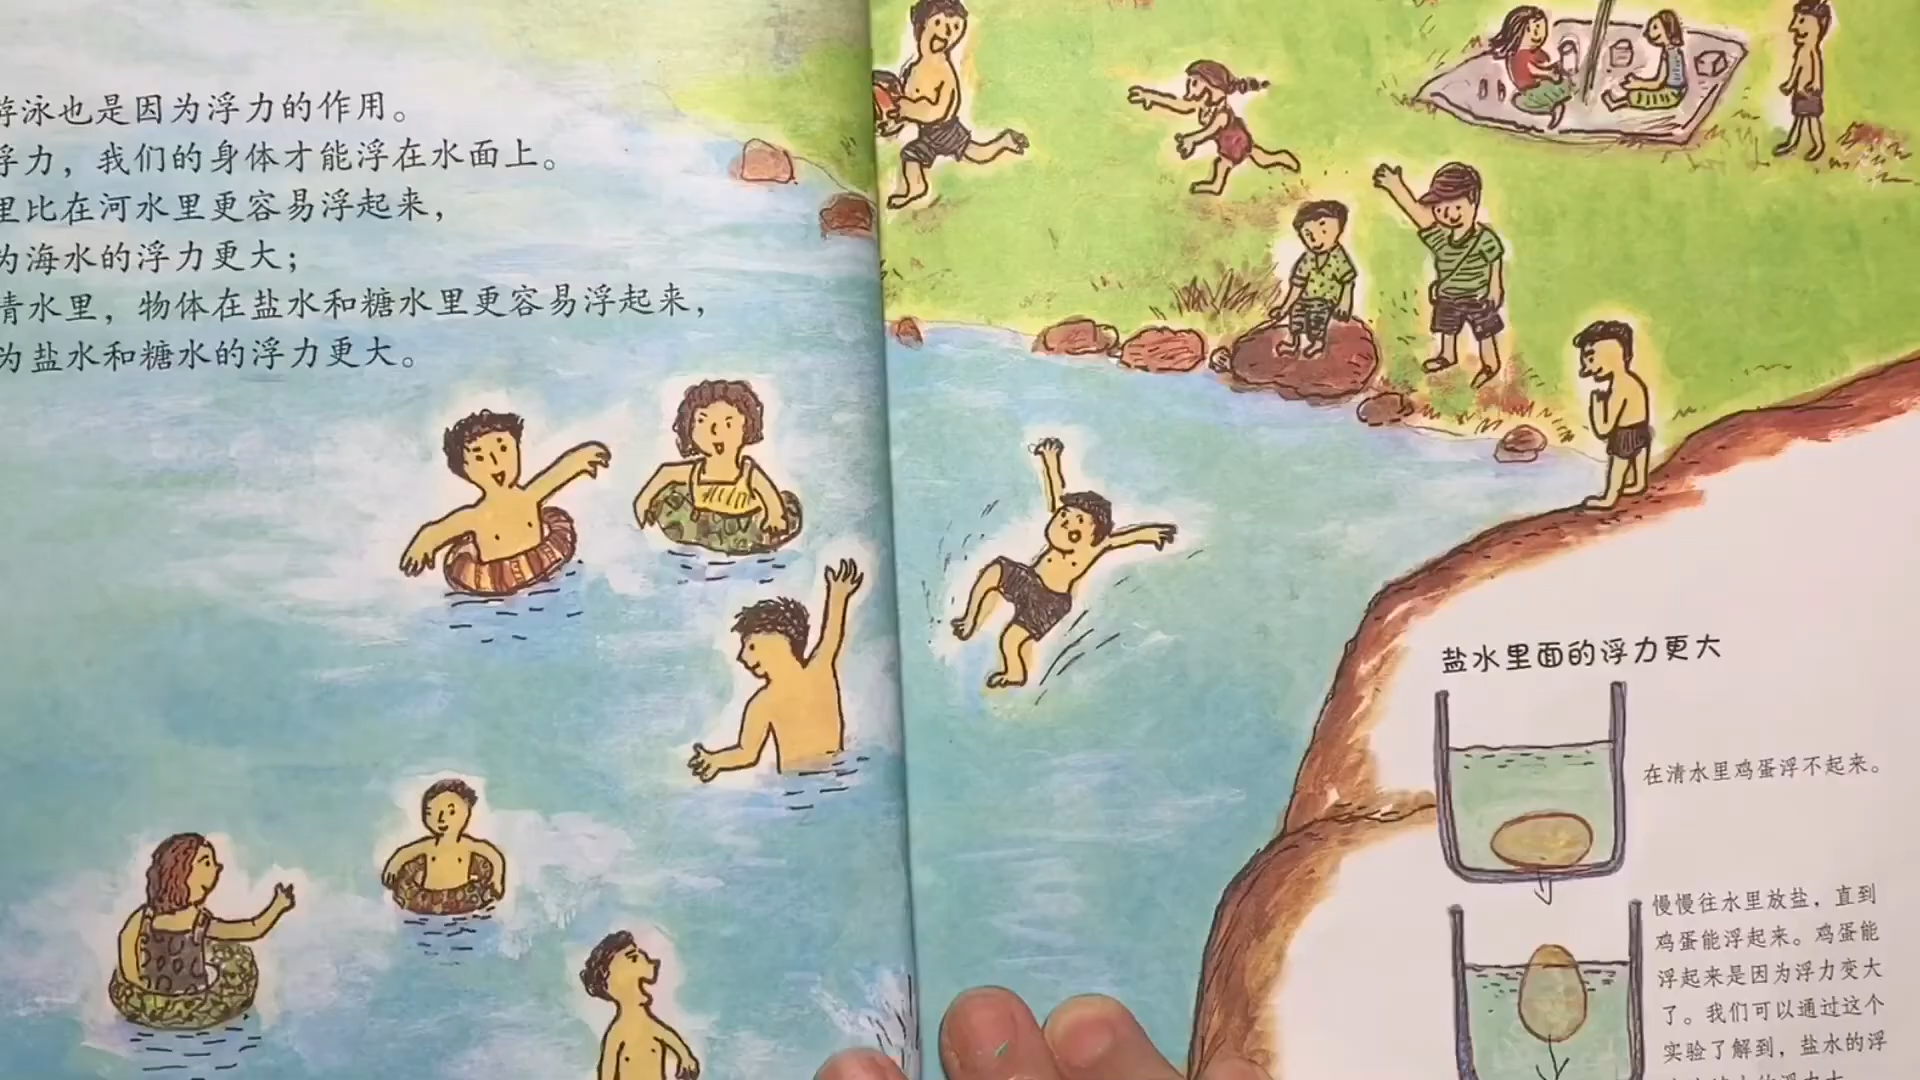 游泳也是因为浮力的作用。
浮力，我们的身体才能浮在水面上。
里比在河水里更容易浮起来，
为海水的浮力更大；
清水里，物体在盐水和糖水里更容易浮起来，
为盐水和糖水的浮力更大。
盐水里面的浮力更大
在清水里鸡蛋浮不起来。
慢慢往水里放盐，直到
鸡蛋能浮起来。鸡蛋能
浮起来是因为浮力变大
了。我们可以通过这个
实验了解到，盐水的浮